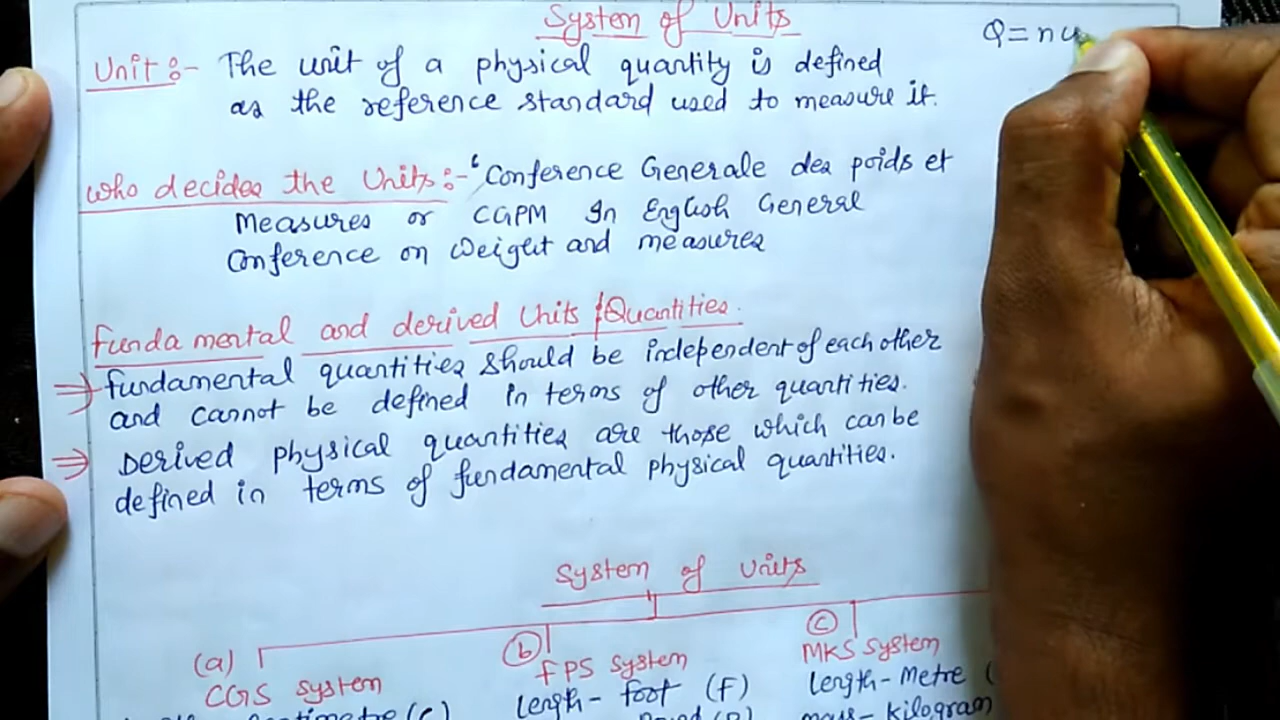 System of Units
Q = nu
Unit :- The unit of a physical quantity is defined
as the reference standard used to measure it.
who decides the Units :- 'Conference Generale des poids et
Measures or CGPM In English General
Conference on Weight and measures
fundamental and derived Units / Quantities.
⇒ fundamental quantities should be independent of each other
and cannot be defined in terms of other quantities.
⇒ Derived physical quantities are those which can be
defined in terms of fundamental physical quantities.
System of Units
(a) CGS system
(b) FPS system
Length - foot (F)
(c) MKS system
Length - Metre (
mass - kilogram